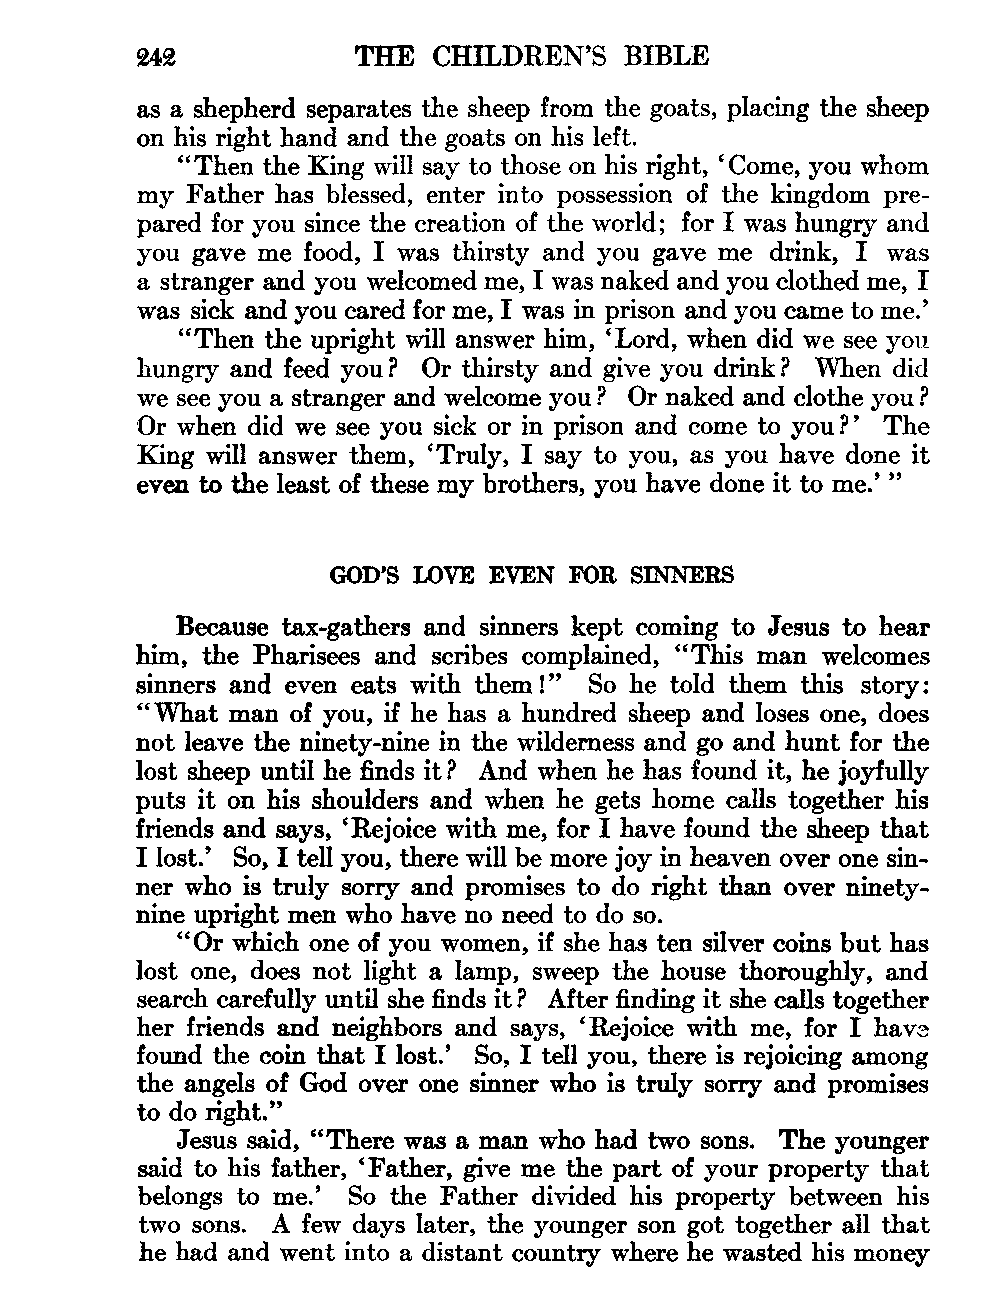 242 THE CHILDREN'S BIBLE
as a shepherd separates the sheep from the goats, placing the sheep
on his right hand and the goats on his left.
“Then the King will say to those on his right, ‘Come, you whom
my Father has blessed, enter into possession of the kingdom pre-
pared for you since the creation of the world; for I was hungry and
you gave me food, I was thirsty and you gave me drink, I was
a stranger and you welcomed me, I was naked and you clothed me, I
was sick and you cared for me, I was in prison and you came to me.’
“Then the upright will answer him, ‘Lord, when did we see you
hungry and feed you? Or thirsty and give you drink? When did
we see you a stranger and welcome you? Or naked and clothe you?
Or when did we see you sick or in prison and come to you?’ The
King will answer them, ‘Truly, I say to you, as you have done it
even to the least of these my brothers, you have done it to me.’ ”
GOD'S LOVE EVEN FOR SINNERS
Because tax-gathers and sinners kept coming to Jesus to hear
him, the Pharisees and scribes complained, “This man welcomes
sinners and even eats with them!” So he told them this story:
“What man of you, if he has a hundred sheep and loses one, does
not leave the ninety-nine in the wilderness and go and hunt for the
lost sheep until he finds it? And when he has found it, he joyfully
puts it on his shoulders and when he gets home calls together his
friends and says, ‘Rejoice with me, for I have found the sheep that
I lost.’ So, I tell you, there will be more joy in heaven over one sin-
ner who is truly sorry and promises to do right than over ninety-
nine upright men who have no need to do so.
“Or which one of you women, if she has ten silver coins but has
lost one, does not light a lamp, sweep the house thoroughly, and
search carefully until she finds it? After finding it she calls together
her friends and neighbors and says, ‘Rejoice with me, for I have
found the coin that I lost.’ So, I tell you, there is rejoicing among
the angels of God over one sinner who is truly sorry and promises
to do right.”
Jesus said, “There was a man who had two sons. The younger
said to his father, ‘Father, give me the part of your property that
belongs to me.’ So the Father divided his property between his
two sons. A few days later, the younger son got together all that
he had and went into a distant country where he wasted his money